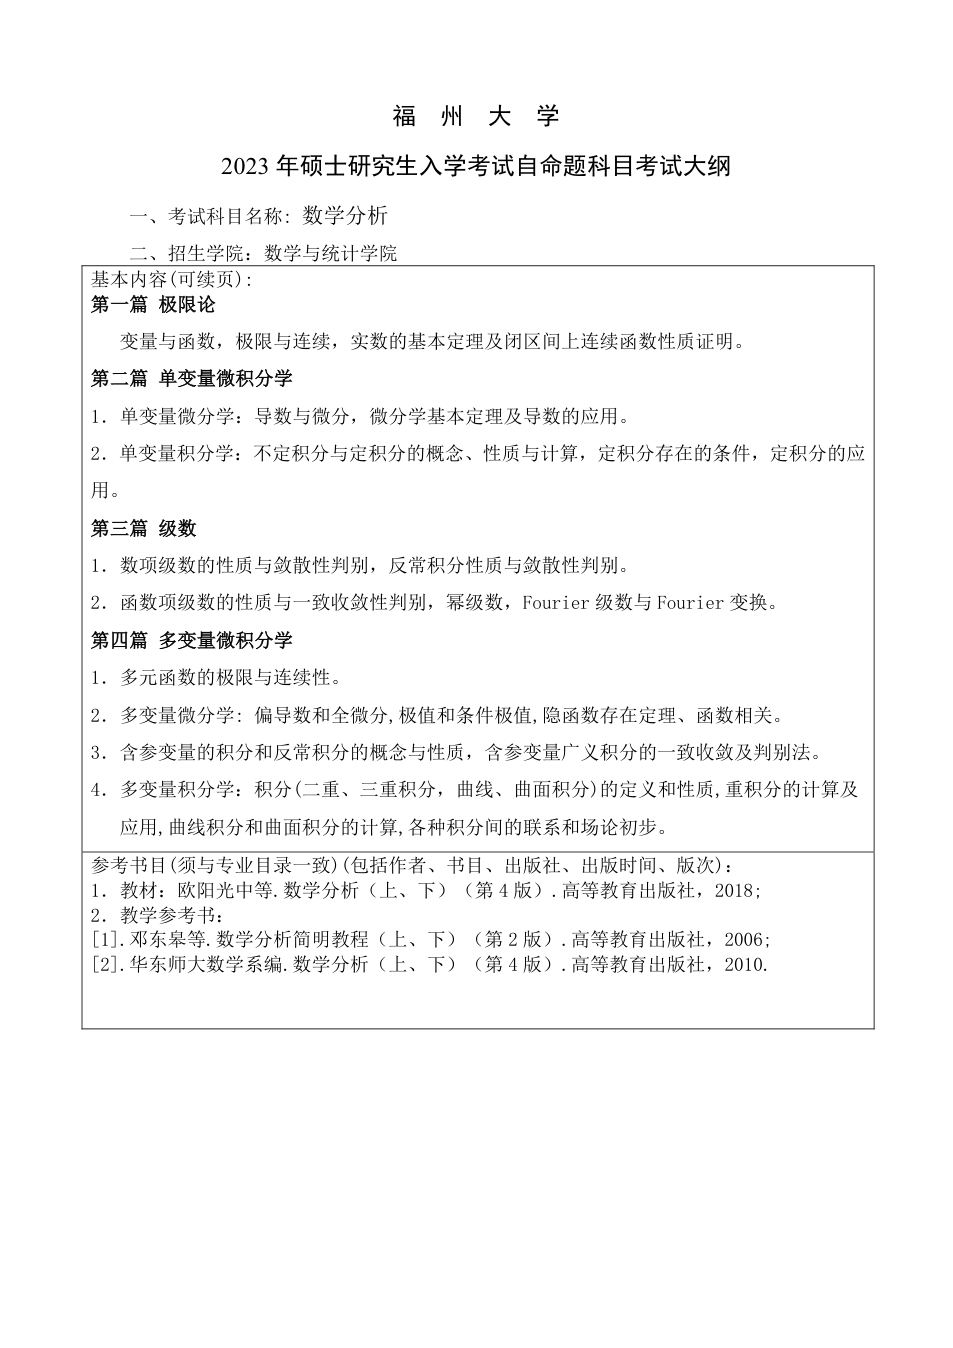 福 州 大 学
2023 年硕士研究生入学考试自命题科目考试大纲
一、考试科目名称: 数学分析
二、招生学院：数学与统计学院
基本内容(可续页)：
第一篇 极限论
变量与函数，极限与连续，实数的基本定理及闭区间上连续函数性质证明。
第二篇 单变量微积分学
1．单变量微分学：导数与微分，微分学基本定理及导数的应用。
2．单变量积分学：不定积分与定积分的概念、性质与计算，定积分存在的条件，定积分的应
用。
第三篇 级数
1．数项级数的性质与敛散性判别，反常积分性质与敛散性判别。
2．函数项级数的性质与一致收敛性判别，幂级数，Fourier 级数与 Fourier 变换。
第四篇 多变量微积分学
1．多元函数的极限与连续性。
2．多变量微分学: 偏导数和全微分,极值和条件极值,隐函数存在定理、函数相关。
3．含参变量的积分和反常积分的概念与性质，含参变量广义积分的一致收敛及判别法。
4．多变量积分学：积分(二重、三重积分，曲线、曲面积分)的定义和性质,重积分的计算及
应用,曲线积分和曲面积分的计算,各种积分间的联系和场论初步。
参考书目(须与专业目录一致)(包括作者、书目、出版社、出版时间、版次)：
1．教材：欧阳光中等.数学分析（上、下）（第 4 版）.高等教育出版社，2018;
2．教学参考书：
[1].邓东皋等.数学分析简明教程（上、下）（第 2 版）.高等教育出版社，2006;
[2].华东师大数学系编.数学分析（上、下）（第 4 版）.高等教育出版社，2010.